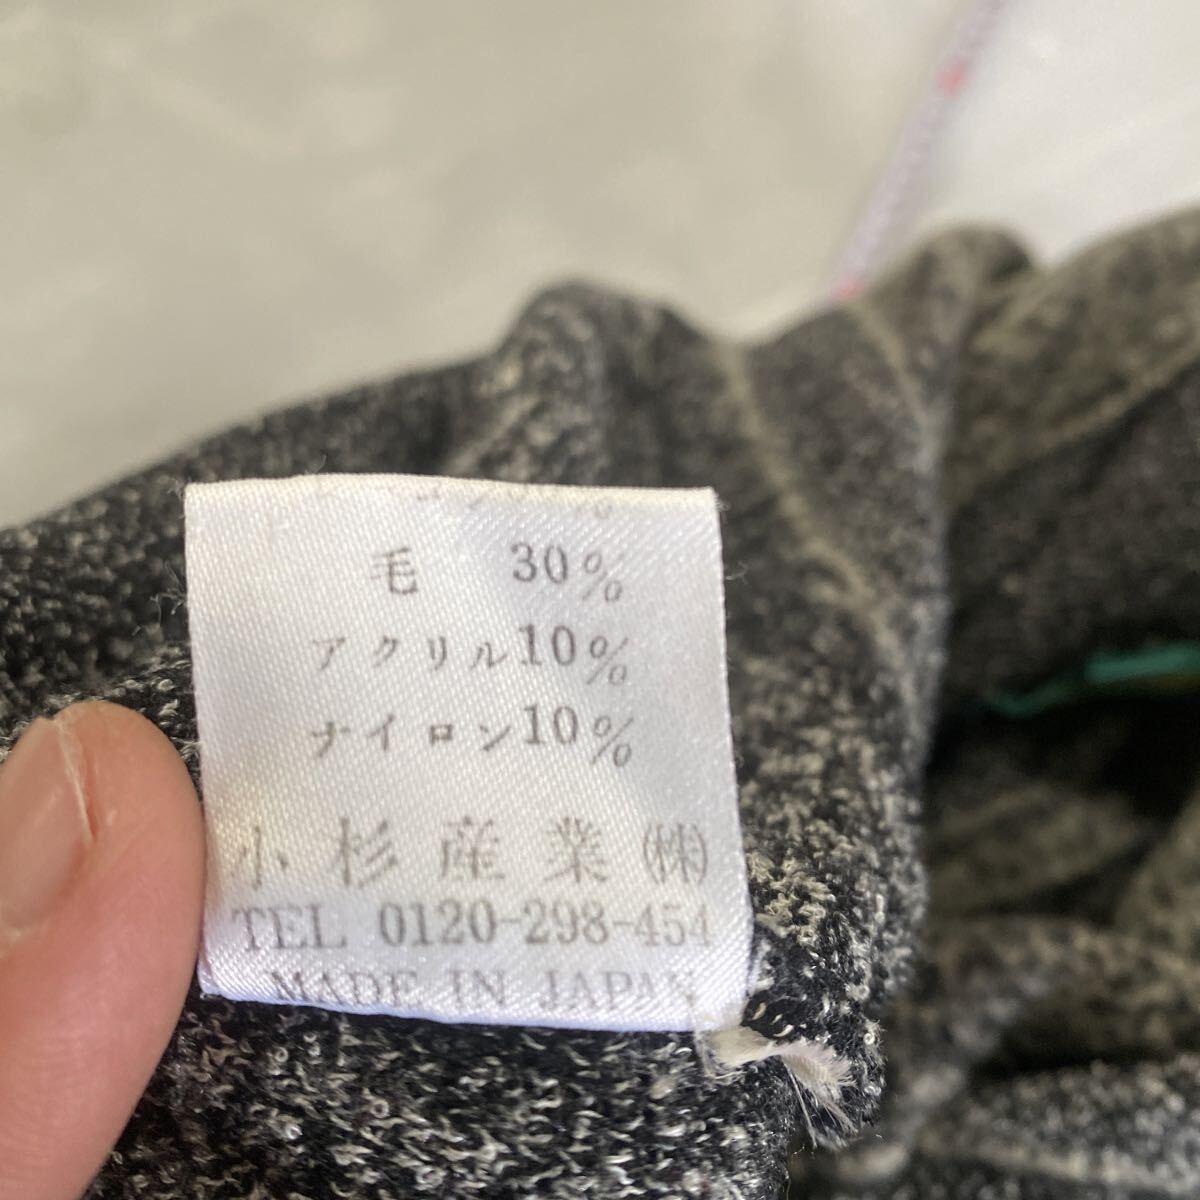 毛 30%
アクリル10%
ナイロン10%
小杉産業㈱
TEL 0120-298-454
MADE IN JAPAN